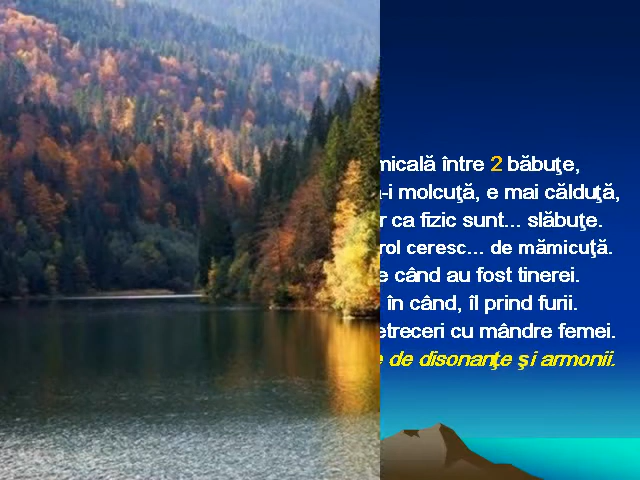 micală între 2 băbuţe,
-i molcuţă, e mai călduţă,
r ca fizic sunt... slăbuţe.
rol ceresc... de mămicuţă.
e când au fost tinerei.
în când, îl prind furii.
etreceri cu mândre femei.
e de disonanţe şi armonii.